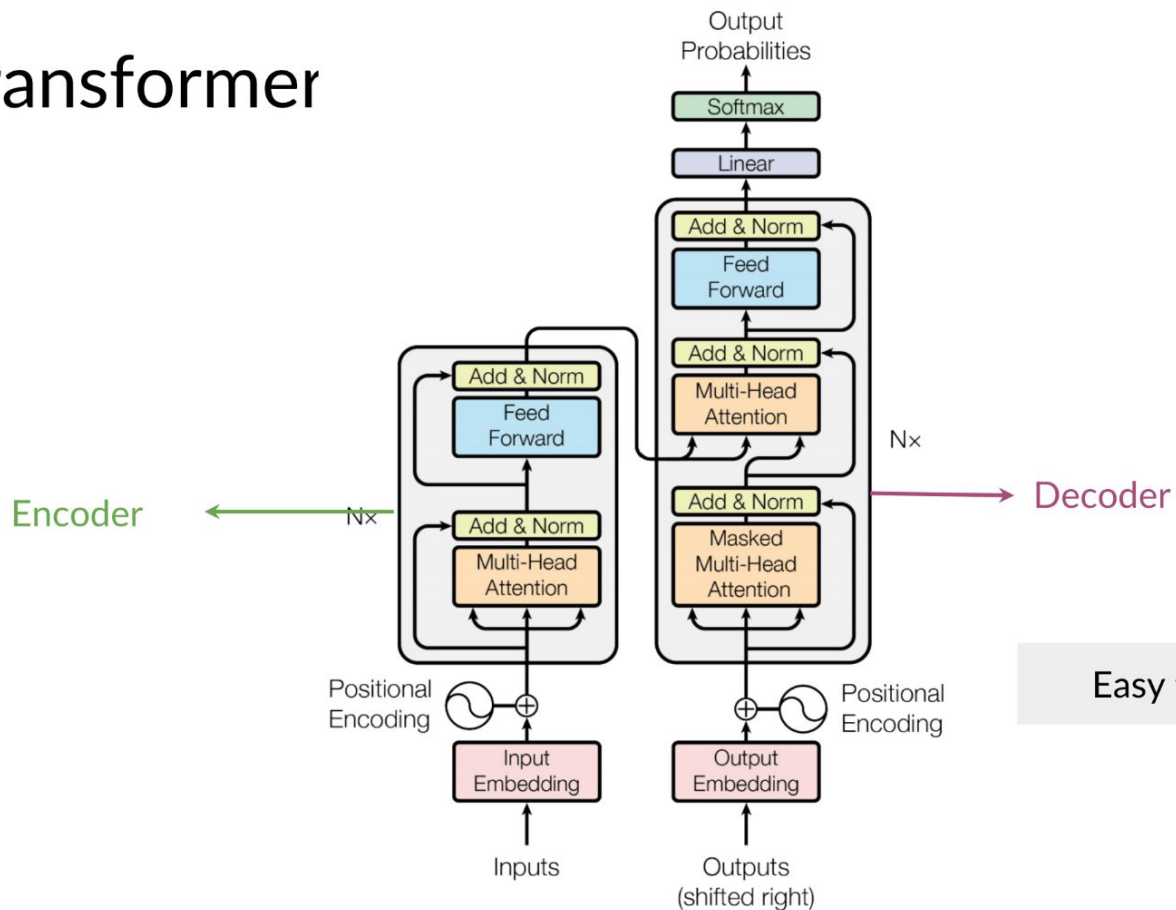 ransformer
Output
Probabilities
Softmax
Linear
Add & Norm
Feed
Forward
Add & Norm
Multi-Head
Attention
Nx
Add & Norm
Masked
Multi-Head
Attention
Decoder
Add & Norm
Feed
Forward
Encoder
Nx
Add & Norm
Multi-Head
Attention
Positional
Encoding
Positional
Encoding
Easy
Input
Embedding
Output
Embedding
Inputs
Outputs
(shifted right)